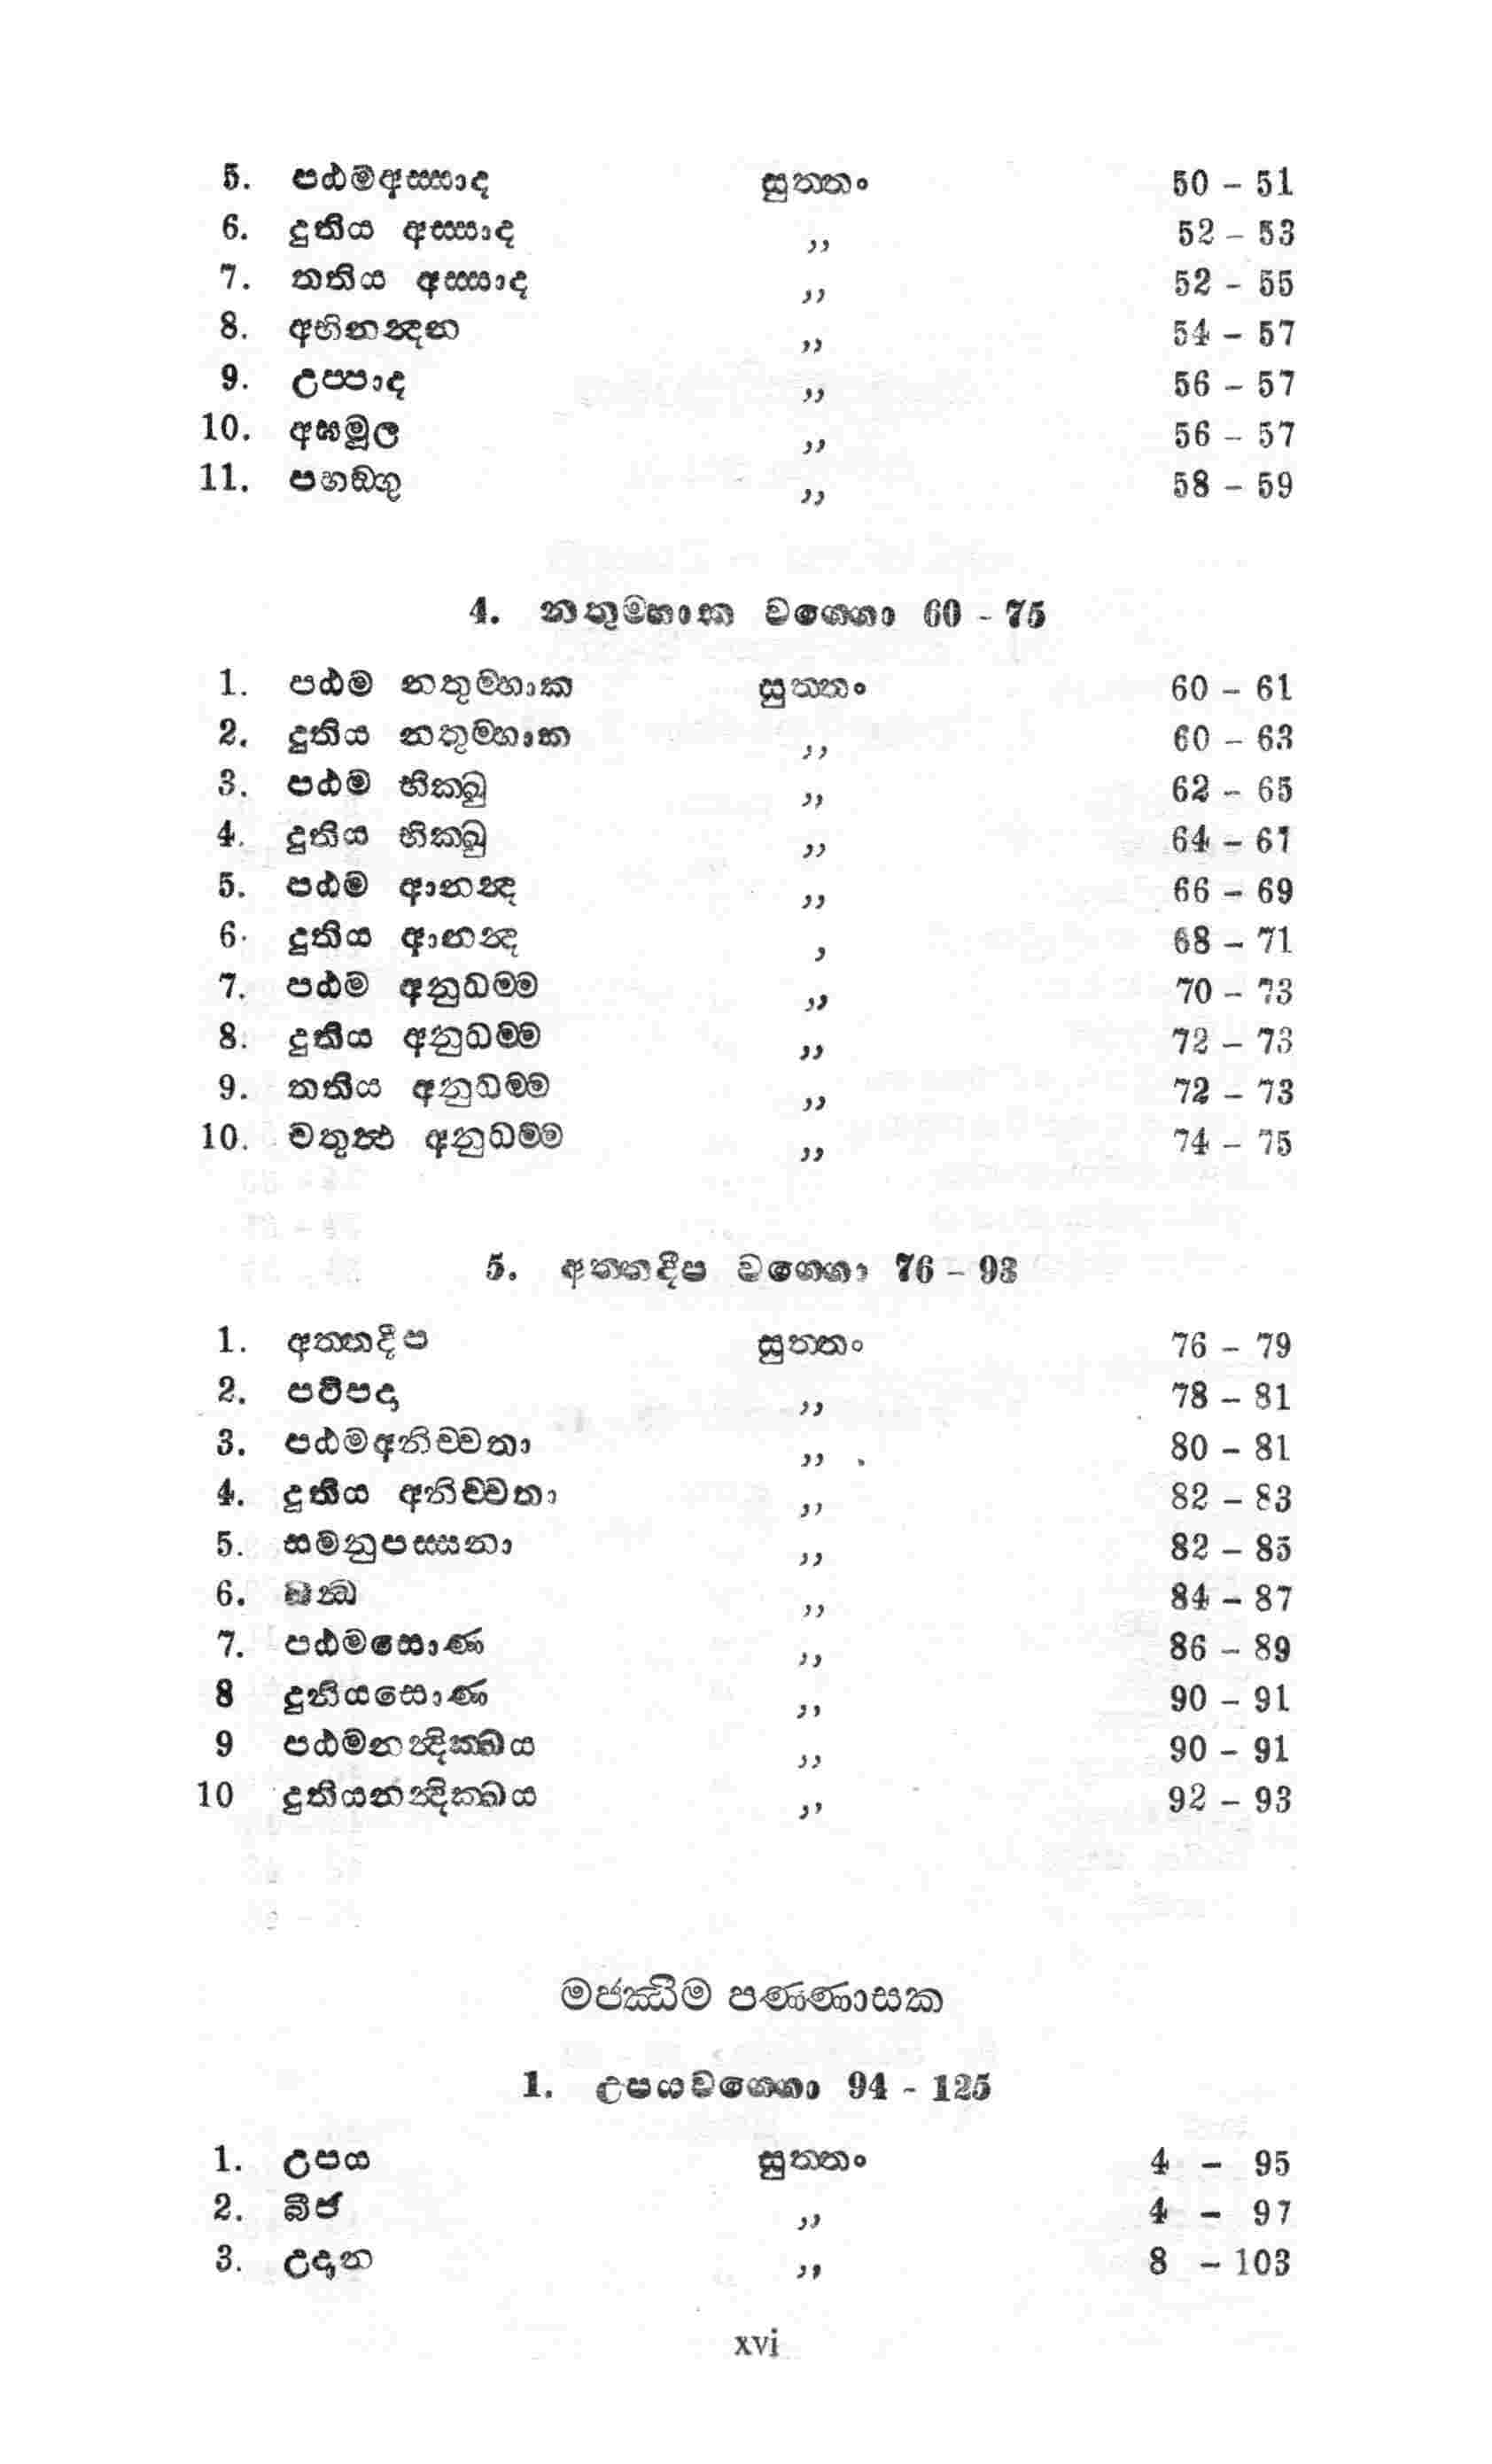 5. පඨමඅස්සාද සුත්තං 50 – 51
6. දුතිය අස්සාද ,, 52 – 53
7. තතිය අස්සාද ,, 52 – 55
8. අභිනන්දන ,, 54 – 57
9. උප්පාද ,, 56 – 57
10. අඝමූල ,, 56 – 57
11. පභඞ්ගු ,, 58 – 59
4. නතුම්හාක වග්ගො 60 – 75
1. පඨම නතුම්හාක සුත්තං 60 – 61
2. දුතිය නතුම්හාක ,, 60 – 63
3. පඨම භික්ඛු ,, 62 – 65
4. දුතිය භික්ඛු ,, 64 – 67
5. පඨම ආනන්ද ,, 66 – 69
6. දුතිය ආනන්ද , 68 – 71
7. පඨම අනුධම්ම ,, 70 – 73
8. දුතිය අනුධම්ම ,, 72 – 73
9. තතිය අනුධම්ම ,, 72 – 73
10. චතුත්ථ අනුධම්ම ,, 74 – 75
5. අත්තදීප වග්ගො 76 – 93
1. අත්තදීප සුත්තං 76 – 79
2. පටිපදා ,, 78 – 81
3. පඨමඅනිච්චතා ,, 80 – 81
4. දුතිය අනිච්චතා ,, 82 – 83
5. සමනුපස්සනා ,, 82 – 85
6. ඛන්ධ ,, 84 – 87
7. පඨමසොණ ,, 86 – 89
8 දුතියසොණ ,, 90 – 91
9 පඨමනන්දික්ඛය ,, 90 – 91
10 දුතියනන්දික්ඛය ,, 92 – 93
මජ්ඣිම පණ්ණාසක
1. උපයවග්ගො 94 – 125
1. උපය සුත්තං 4 – 95
2. බීජ ,, 4 – 97
3. උදාන ,, 8 – 103
xvi